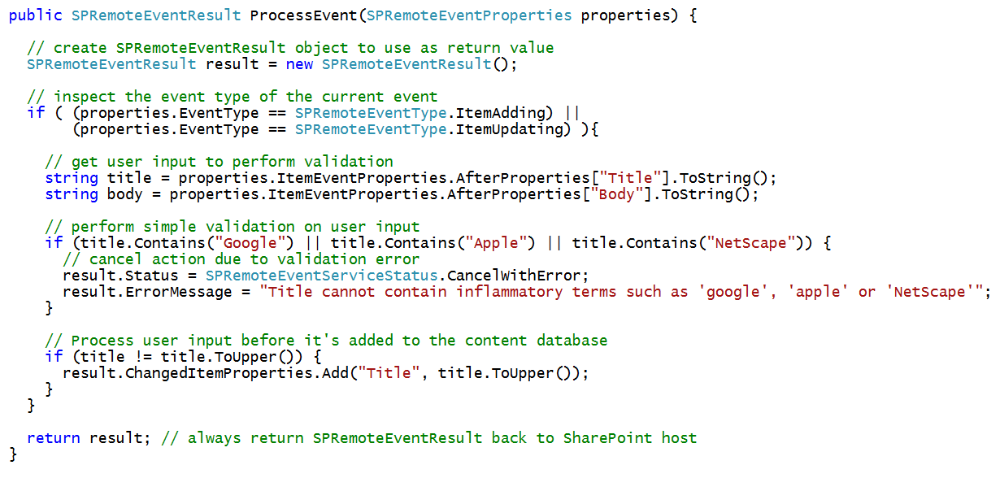 public SPRemoteEventResult ProcessEvent(SPRemoteEventProperties properties) {
// create SPRemoteEventResult object to use as return value
SPRemoteEventResult result = new SPRemoteEventResult();
// inspect the event type of the current event
if ( (properties.EventType == SPRemoteEventType.ItemAdding) ||
(properties.EventType == SPRemoteEventType.ItemUpdating) ){
// get user input to perform validation
string title = properties.ItemEventProperties.AfterProperties["Title"].ToString();
string body = properties.ItemEventProperties.AfterProperties["Body"].ToString();
// perform simple validation on user input
if (title.Contains("Google") || title.Contains("Apple") || title.Contains("NetScape")) {
// cancel action due to validation error
result.Status = SPRemoteEventServiceStatus.CancelWithError;
result.ErrorMessage = "Title cannot contain inflammatory terms such as 'google', 'apple' or 'NetScape'";
}
// Process user input before it's added to the content database
if (title != title.ToUpper()) {
result.ChangedItemProperties.Add("Title", title.ToUpper());
}
}
return result; // always return SPRemoteEventResult back to SharePoint host
}